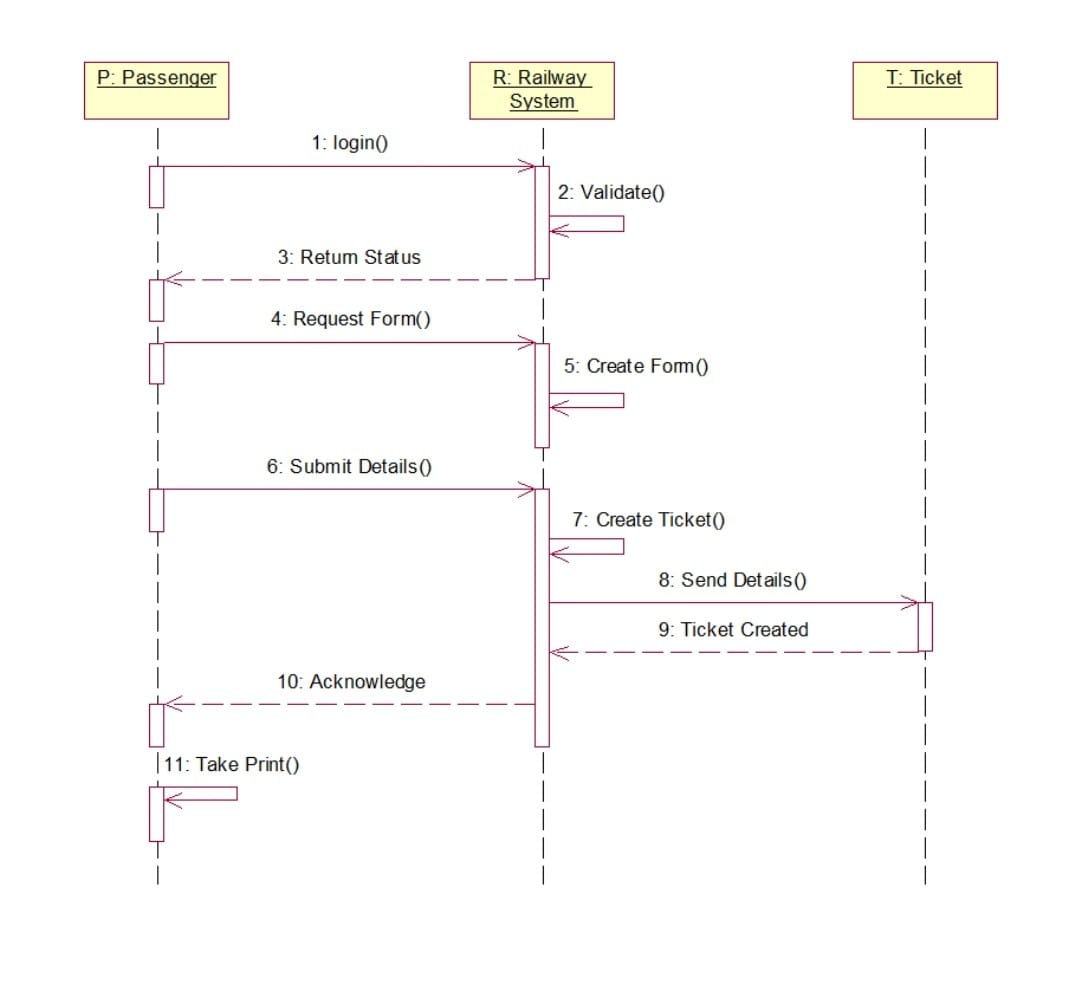 P: Passenger
R: Railway
System
T: Ticket
1: login()
2: Validate()
3: Return Status
4: Request Form()
5: Create Form()
6: Submit Details()
7: Create Ticket()
8: Send Details()
9: Ticket Created
10: Acknowledge
11: Take Print()